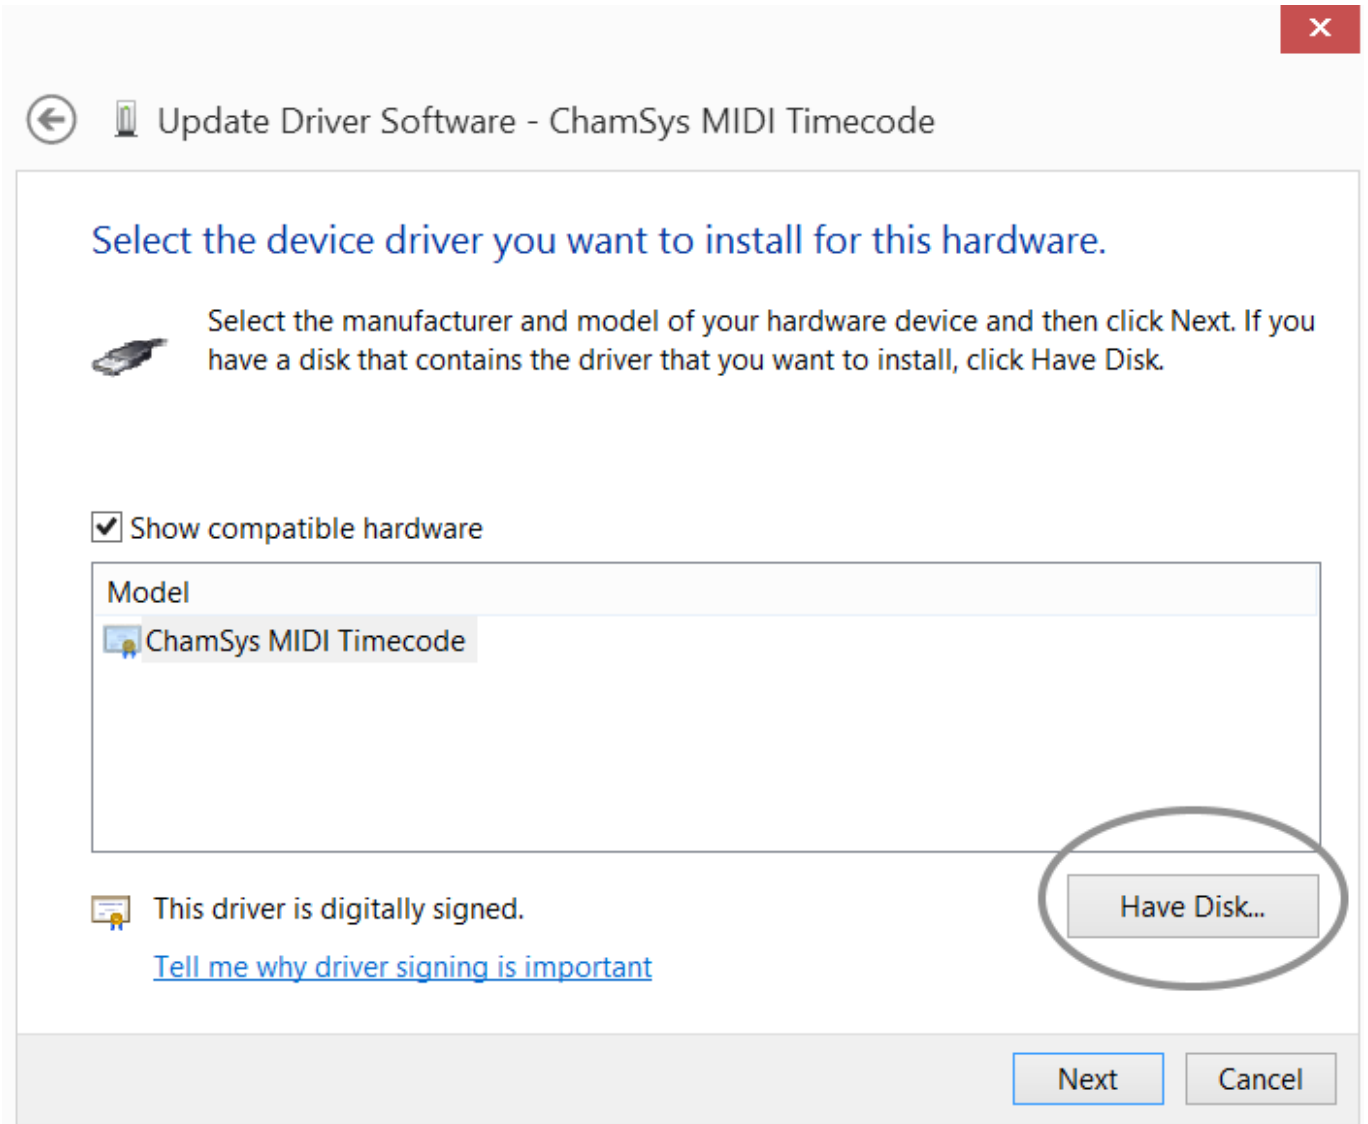 Update Driver Software - ChamSys MIDI Timecode
Select the device driver you want to install for this hardware.
Select the manufacturer and model of your hardware device and then click Next. If you
have a disk that contains the driver that you want to install, click Have Disk.
Show compatible hardware
Model
ChamSys MIDI Timecode
This driver is digitally signed.
Have Disk...
Tell me why driver signing is important
Next
Cancel